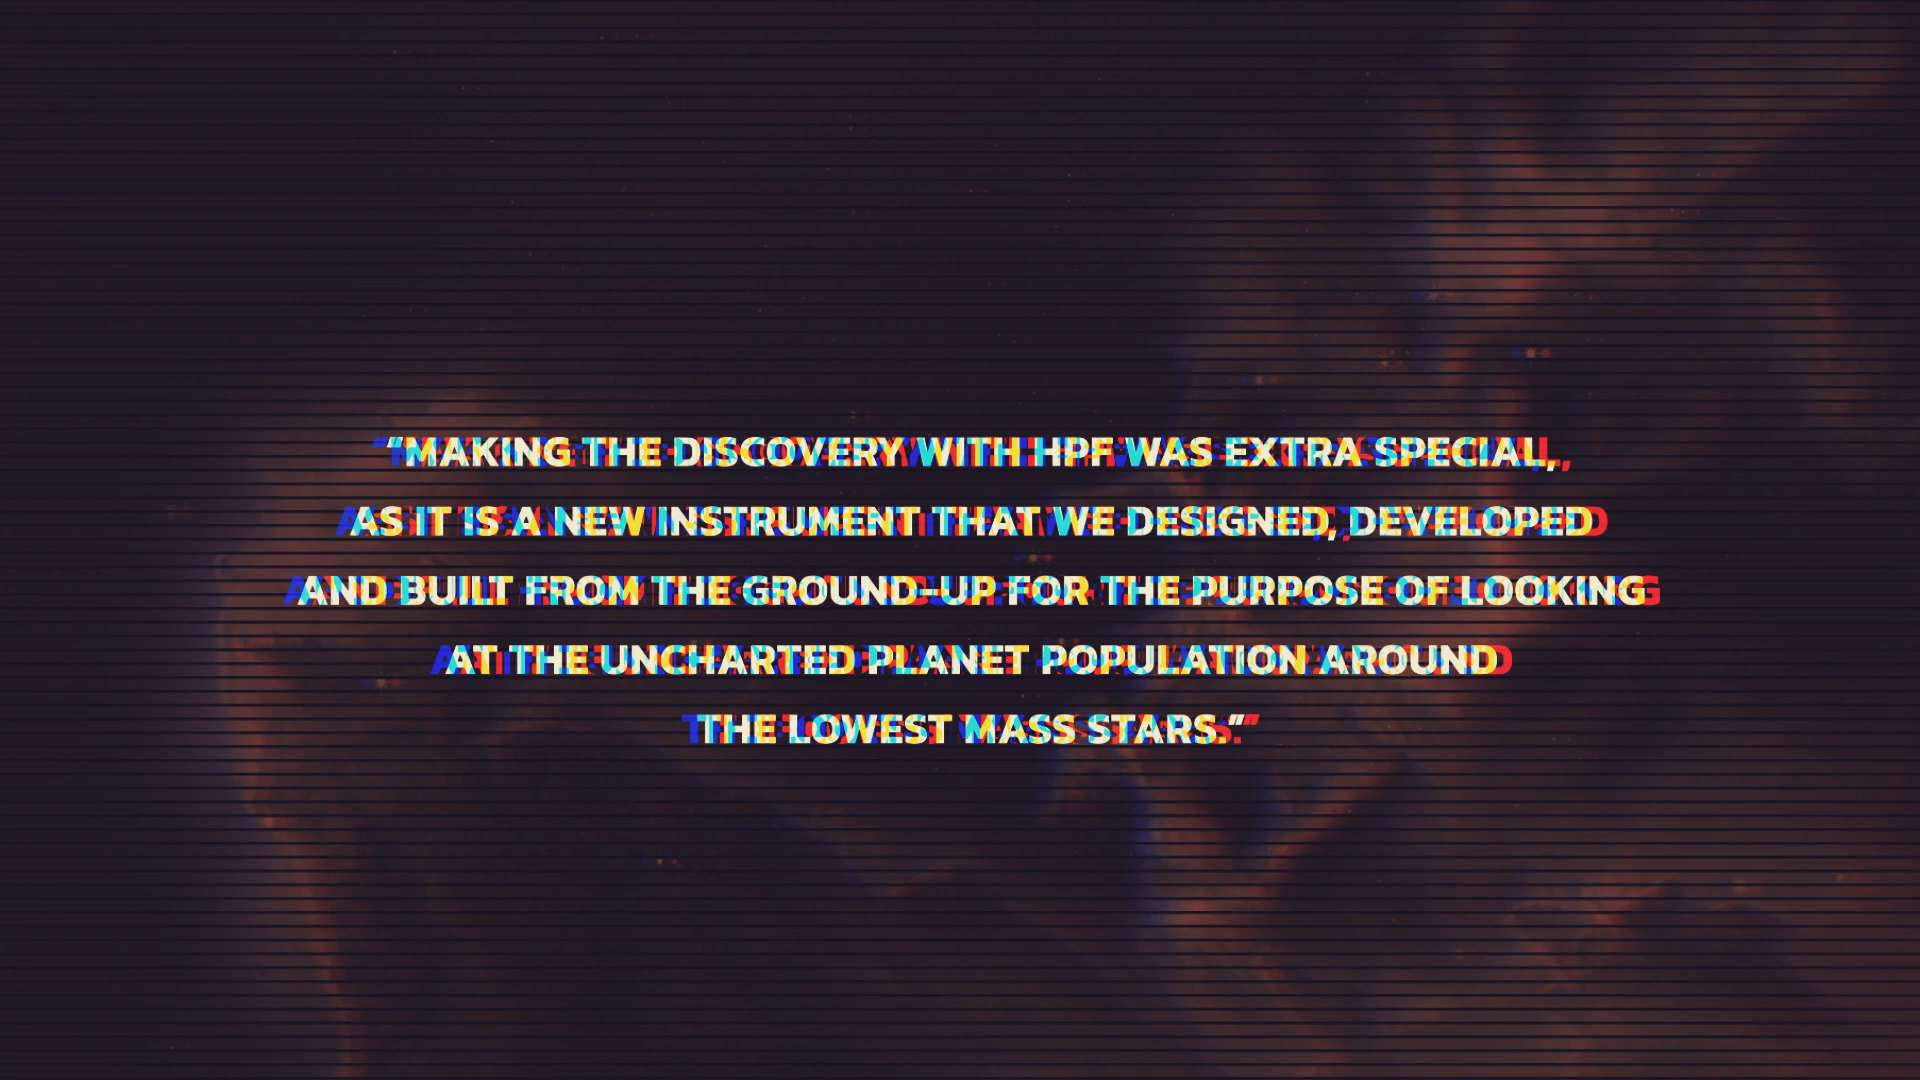 “MAKING THE DISCOVERY WITH HPF WAS EXTRA SPECIAL,
AS IT IS A NEW INSTRUMENT THAT WE DESIGNED, DEVELOPED
AND BUILT FROM THE GROUND-UP FOR THE PURPOSE OF LOOKING
AT THE UNCHARTED PLANET POPULATION AROUND
THE LOWEST MASS STARS.”